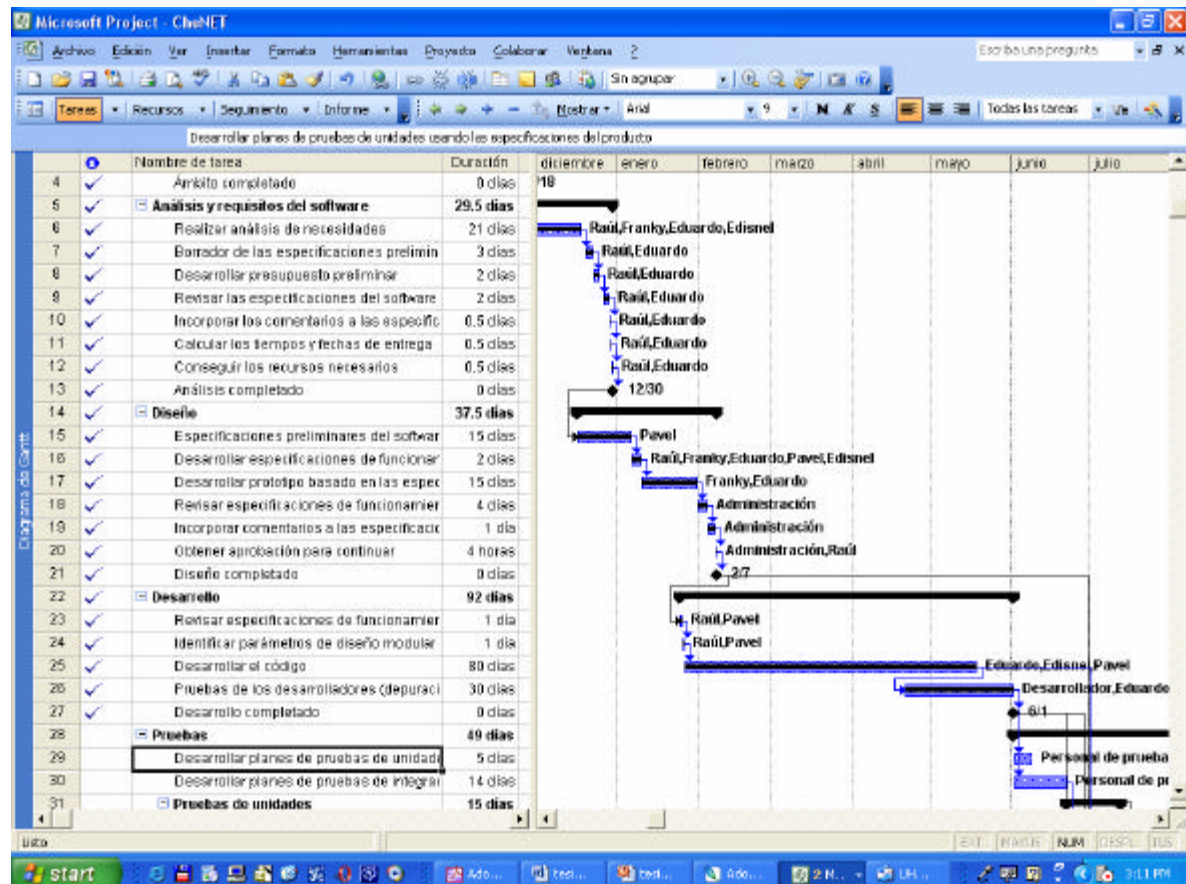 Microsoft Project - CheNET
Archivo Edición Ver Insertar Formato Herramientas Proyecto Colaborar Ventana ? Escriba una pregunta
Sin agrupar
Tareas Recursos Seguimiento Informe Mostrar Arial 9 N K S Todas las tareas
Desarrollar planes de pruebas de unidades usando las especificaciones del producto
Nombre de tarea Duración diciembre enero febrero marzo abril mayo junio julio
4 Ámbito completado 0 días '18
5 Análisis y requisitos del software 29.5 días
6 Realizar análisis de necesidades 21 días Raúl,Franky,Eduardo,Edisnel
7 Borrador de las especificaciones prelimin 3 días Raúl,Eduardo
8 Desarrollar presupuesto preliminar 2 días Raúl,Eduardo
9 Revisar las especificaciones del software 2 días Raúl,Eduardo
10 Incorporar los comentarios a las especific 0.5 días Raúl,Eduardo
11 Calcular los tiempos y fechas de entrega 0.5 días Raúl,Eduardo
12 Conseguir los recursos necesarios 0.5 días Raúl,Eduardo
13 Análisis completado 0 días 12/30
14 Diseño 37.5 días
15 Especificaciones preliminares del softwar 15 días Pavel
16 Desarrollar especificaciones de funcionar 2 días Raúl,Franky,Eduardo,Pavel,Edisnel
17 Desarrollar prototipo basado en las espec 15 días Franky,Eduardo
18 Revisar especificaciones de funcionamier 4 días Administración
19 Incorporar comentarios a las especificacic 1 día Administración
20 Obtener aprobación para continuar 4 horas Administración,Raúl
21 Diseño completado 0 días 2/7
22 Desarrollo 92 días
23 Revisar especificaciones de funcionamier 1 día Raúl,Pavel
24 Identificar parámetros de diseño modular 1 día Raúl,Pavel
25 Desarrollar el código 80 días Eduardo,Edisnel,Pavel
26 Pruebas de los desarrolladores (depuraci 30 días Desarrollador,Eduardo
27 Desarrollo completado 0 días 6/1
28 Pruebas 49 días
29 Desarrollar planes de pruebas de unidade 5 días Personal de prueba
30 Desarrollar planes de pruebas de integrai 14 días Personal de pr
31 Pruebas de unidades 15 días
Diagrama de Gantt
Listo EXT MAYÚS NUM DESPL
start Ado... tesi... tesi... Ado... 2 M... UH... 3:11 PM